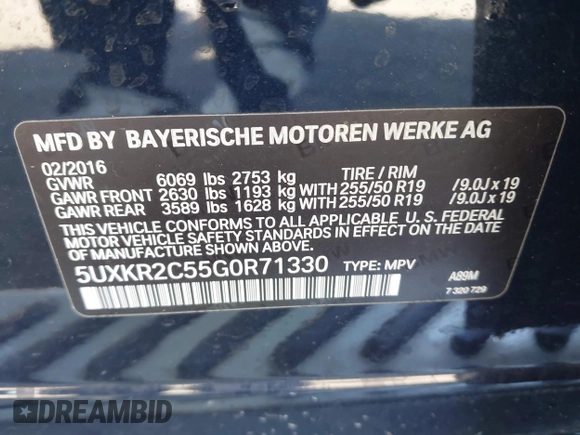 MFD BY BAYERISCHE MOTOREN WERKE AG
02/2016 TIRE / RIM
GVWR 6069 lbs 2753 kg
GAWR FRONT 2630 lbs 1193 kg WITH 255/50 R19 /9.0J x 19
GAWR REAR 3589 lbs 1628 kg WITH 255/50 R19 /9.0J x 19
THIS VEHICLE CONFORMS TO ALL APPLICABLE U. S. FEDERAL
MOTOR VEHICLE SAFETY STANDARDS IN EFFECT ON THE
DATE OF MANUFACTURE SHOWN ABOVE.
5UXKR2C55G0R71330 TYPE: MPV A89M
7 320 729
DREAMBID